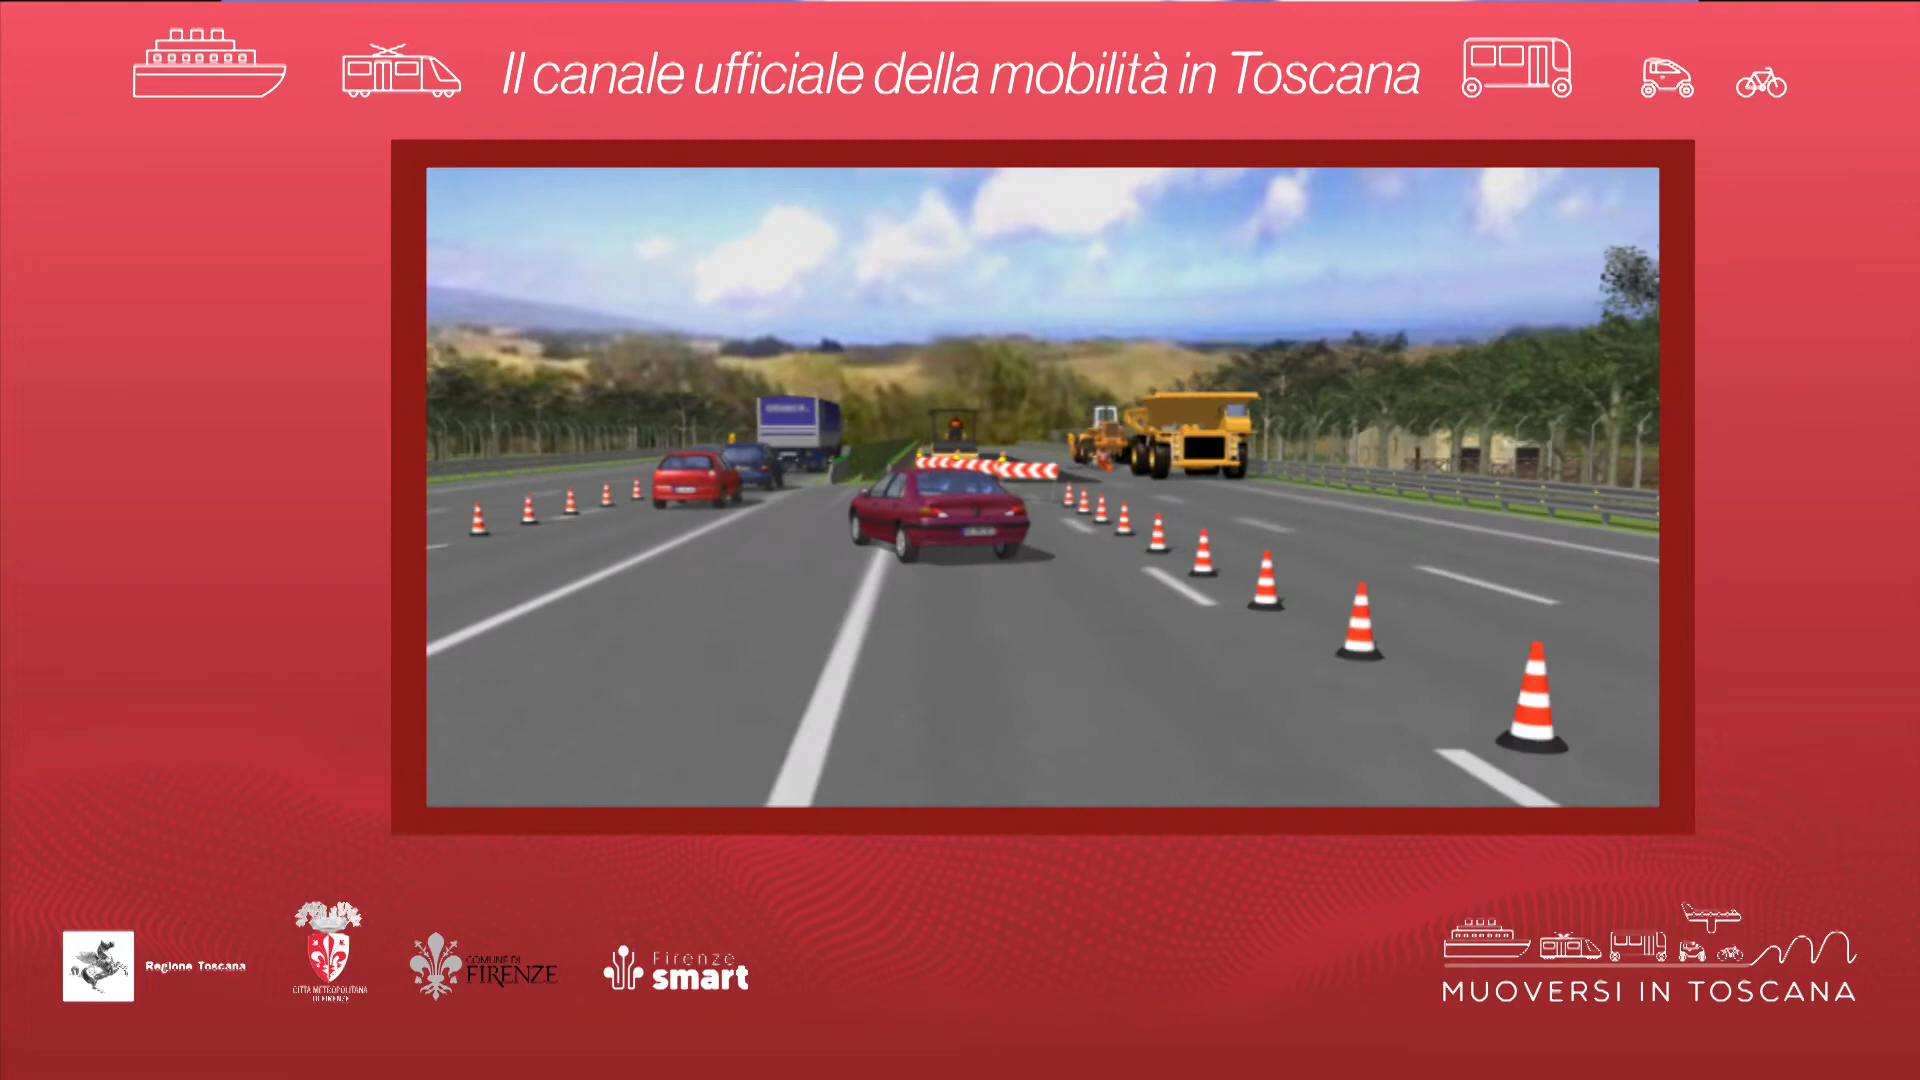 Il canale ufficiale della mobilità in Toscana
Regione Toscana
CITTÀ METROPOLITANA
DI FIRENZE
COMUNE DI
FIRENZE
Firenze
smart
MUOVERSI IN TOSCANA